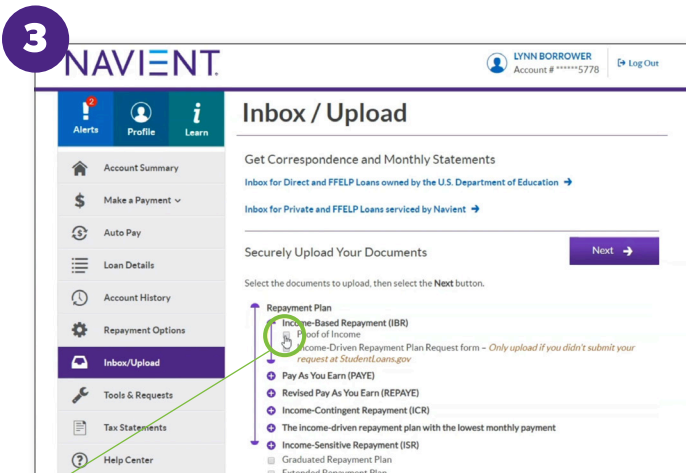 3
NAVIENT.
LYNN BORROWER
Account # ******5778
Log Out
2
Alerts
Profile
Learn
Account Summary
Make a Payment
Auto Pay
Loan Details
Account History
Repayment Options
Inbox/Upload
Tools & Requests
Tax Statements
Help Center
Inbox / Upload
Get Correspondence and Monthly Statements
Inbox for Direct and FFELP Loans owned by the U.S. Department of Education
Inbox for Private and FFELP Loans serviced by Navient
Securely Upload Your Documents
Next
Select the documents to upload, then select the Next button.
Repayment Plan
Income-Based Repayment (IBR)
Proof of Income
Income-Driven Repayment Plan Request form – Only upload if you didn't submit your
request at StudentLoans.gov
Pay As You Earn (PAYE)
Revised Pay As You Earn (REPAYE)
Income-Contingent Repayment (ICR)
The income-driven repayment plan with the lowest monthly payment
Income-Sensitive Repayment (ISR)
Graduated Repayment Plan
Extended Repayment Plan